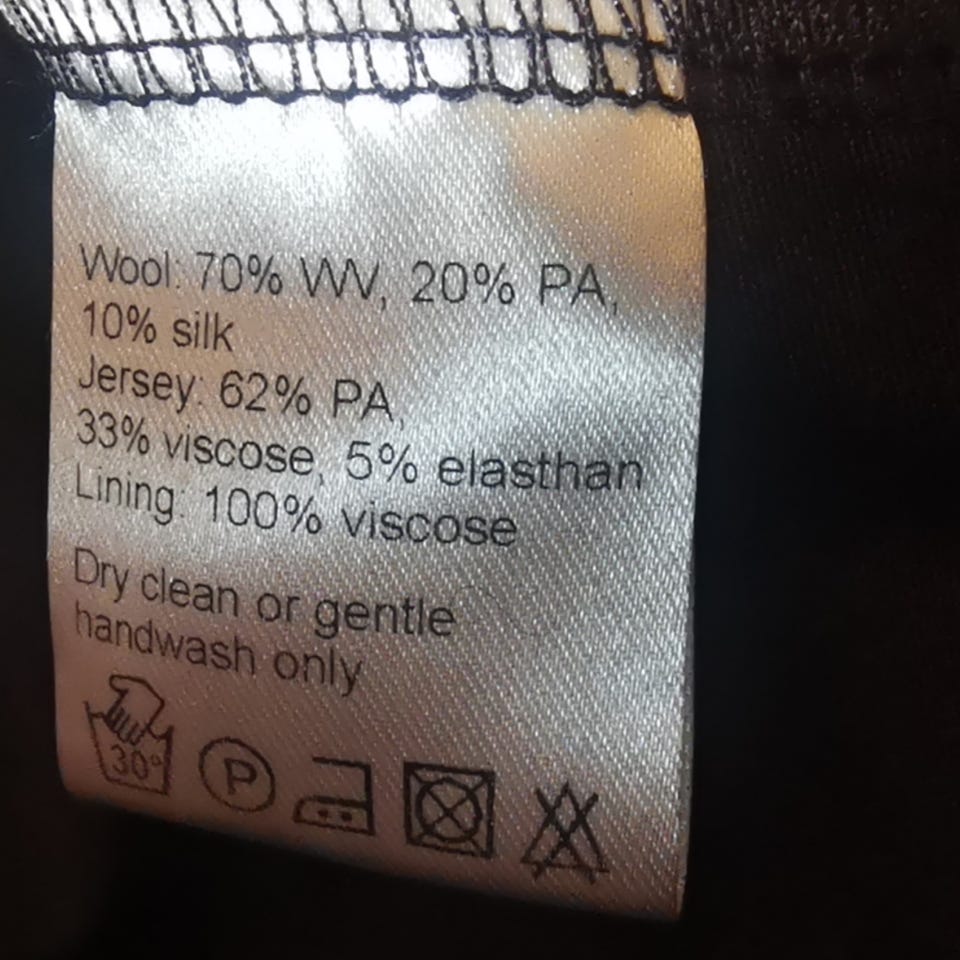 Wool: 70% WV, 20% PA,
10% silk
Jersey: 62% PA,
33% viscose, 5% elasthan
Lining: 100% viscose
Dry clean or gentle
handwash only
30° P